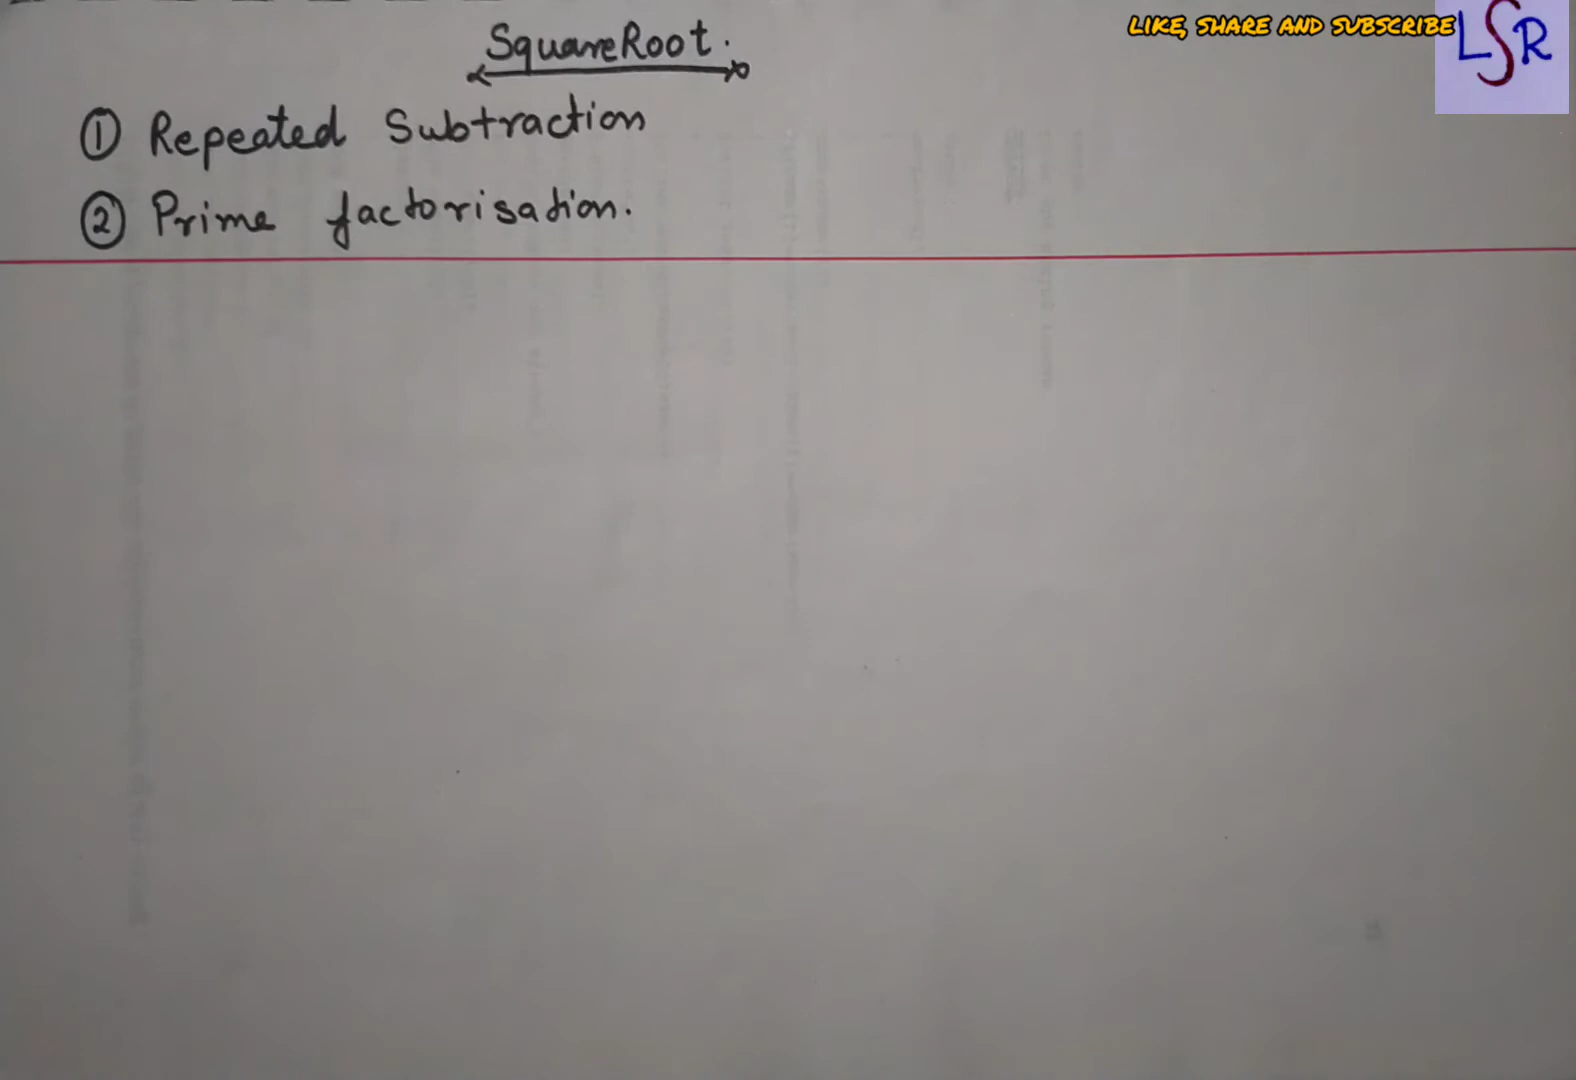 LIKE, SHARE AND SUBSCRIBE
LSR
SquareRoot.
① Repeated Subtraction
② Prime factorisation.